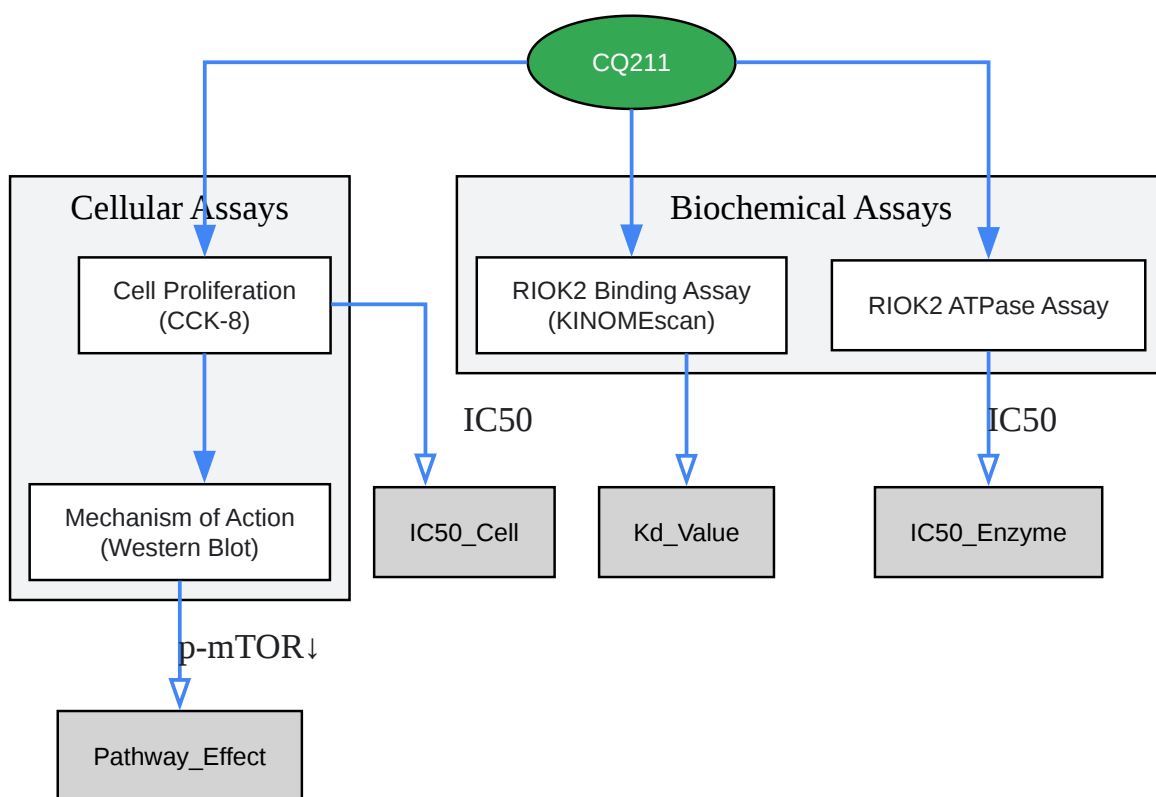 CQ211
Cellular Assays
Biochemical Assays
Cell Proliferation
(CCK-8)
RIOK2 Binding Assay
(KINOMEscan)
RIOK2 ATPase Assay
IC50
IC50
Mechanism of Action
(Western Blot)
IC50_Cell
Kd_Value
IC50_Enzyme
p-mTOR↓
Pathway_Effect